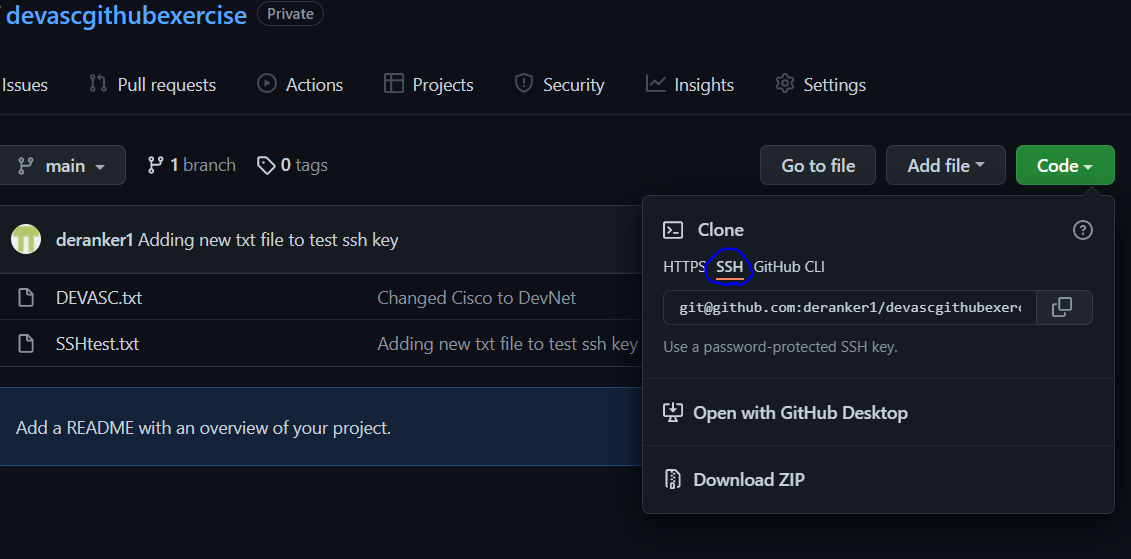 devascgithubexercise Private
Issues Pull requests Actions Projects Security Insights Settings
main 1 branch 0 tags Go to file Add file Code
deranker1 Adding new txt file to test ssh key
DEVASC.txt Changed Cisco to DevNet
SSHtest.txt Adding new txt file to test ssh key
Add a README with an overview of your project.
Clone
HTTPS SSH GitHub CLI
git@github.com:deranker1/devascgithubexerc
Use a password-protected SSH key.
Open with GitHub Desktop
Download ZIP